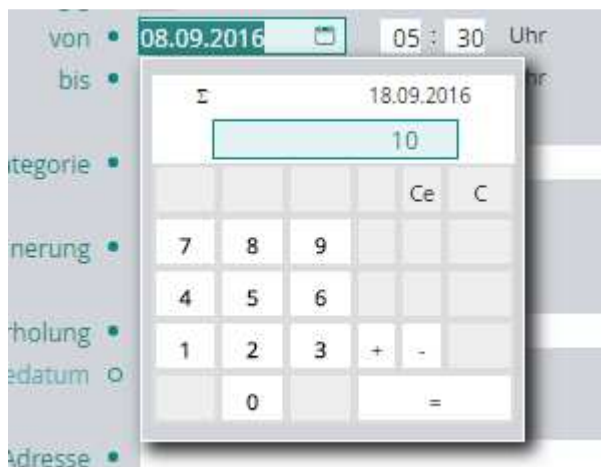 von 08.09.2016 05 : 30 Uhr
bis
Σ 18.09.2016
10
Ce C
7 8 9
4 5 6
1 2 3 + -
0 =
Adresse